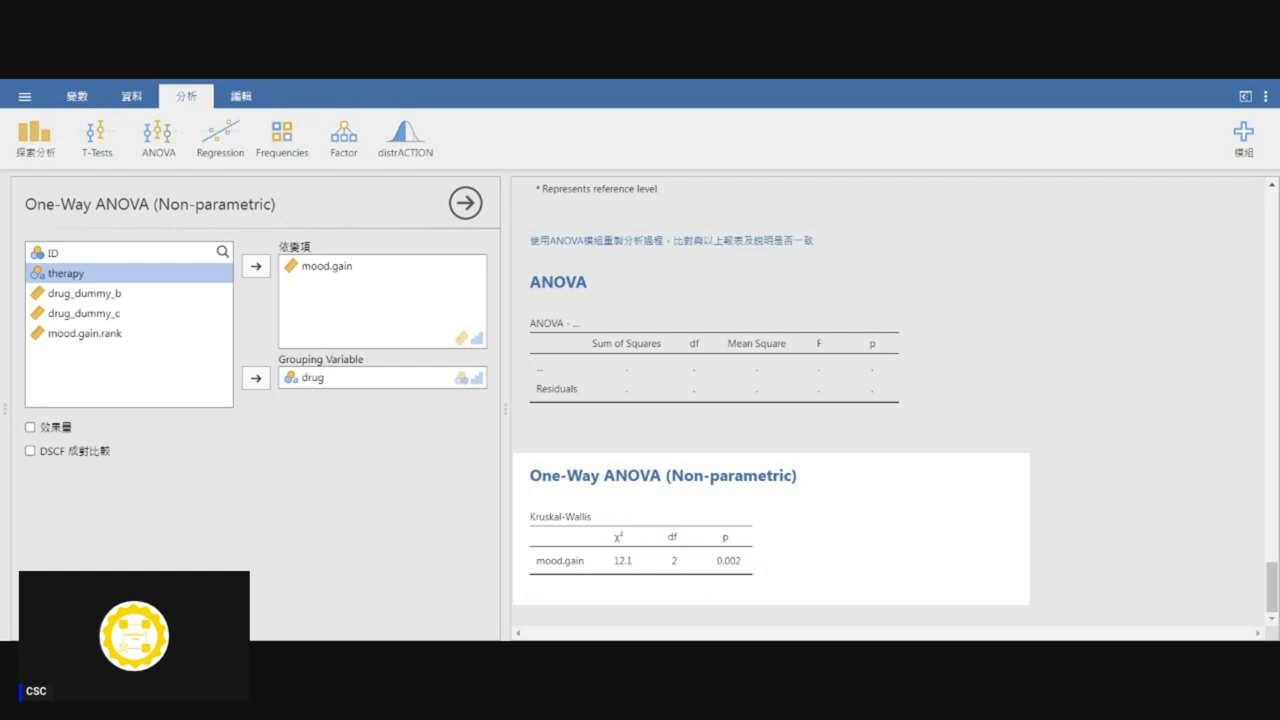 變數 資料 分析 編輯
探索分析 T-Tests ANOVA Regression Frequencies Factor distrACTION 模組
One-Way ANOVA (Non-parametric)
ID
therapy
drug_dummy_b
drug_dummy_c
mood.gain.rank
依變項
mood.gain
Grouping Variable
drug
效果量
DSCF 成對比較
* Represents reference level
使用ANOVA模組重製分析過程，比對與以上報表及説明是否一致
ANOVA
ANOVA - ...
Sum of Squares df Mean Square F p
... . . . . .
Residuals . . . . .
One-Way ANOVA (Non-parametric)
Kruskal-Wallis
χ² df p
mood.gain 12.1 2 0.002
CSC